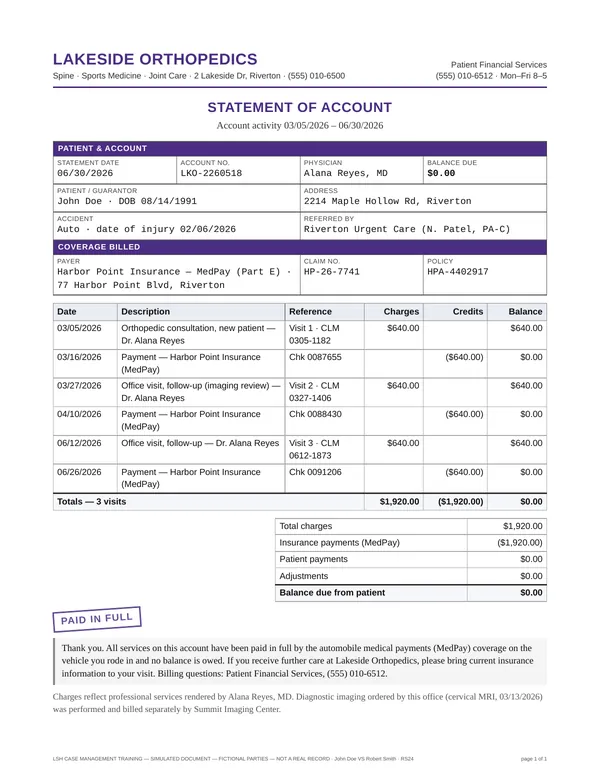 LAKESIDE ORTHOPEDICS
Spine · Sports Medicine · Joint Care · 2 Lakeside Dr, Riverton · (555) 010-6500
Patient Financial Services
(555) 010-6512 · Mon–Fri 8–5
STATEMENT OF ACCOUNT
Account activity 03/05/2026 – 06/30/2026
PATIENT & ACCOUNT
STATEMENT DATE
06/30/2026
ACCOUNT NO.
LKO-2260518
PHYSICIAN
Alana Reyes, MD
BALANCE DUE
$0.00
PATIENT / GUARANTOR
John Doe · DOB 08/14/1991
ADDRESS
2214 Maple Hollow Rd, Riverton
ACCIDENT
Auto · date of injury 02/06/2026
REFERRED BY
Riverton Urgent Care (N. Patel, PA-C)
COVERAGE BILLED
PAYER
Harbor Point Insurance — MedPay (Part E) ·
77 Harbor Point Blvd, Riverton
CLAIM NO.
HP-26-7741
POLICY
HPA-4402917
Date Description Reference Charges Credits Balance
03/05/2026 Orthopedic consultation, new patient — Visit 1 · CLM $640.00 $640.00
Dr. Alana Reyes 0305-1182
03/16/2026 Payment — Harbor Point Insurance Chk 0087655 ($640.00) $0.00
(MedPay)
03/27/2026 Office visit, follow-up (imaging review) — Visit 2 · CLM $640.00 $640.00
Dr. Alana Reyes 0327-1406
04/10/2026 Payment — Harbor Point Insurance Chk 0088430 ($640.00) $0.00
(MedPay)
06/12/2026 Office visit, follow-up — Dr. Alana Reyes Visit 3 · CLM $640.00 $640.00
0612-1873
06/26/2026 Payment — Harbor Point Insurance Chk 0091206 ($640.00) $0.00
(MedPay)
Totals — 3 visits $1,920.00 ($1,920.00) $0.00
Total charges $1,920.00
Insurance payments (MedPay) ($1,920.00)
Patient payments $0.00
Adjustments $0.00
Balance due from patient $0.00
PAID IN FULL
Thank you. All services on this account have been paid in full by the automobile medical payments (MedPay) coverage on the
vehicle you rode in and no balance is owed. If you receive further care at Lakeside Orthopedics, please bring current insurance
information to your visit. Billing questions: Patient Financial Services, (555) 010-6512.
Charges reflect professional services rendered by Alana Reyes, MD. Diagnostic imaging ordered by this office (cervical MRI, 03/13/2026)
was performed and billed separately by Summit Imaging Center.
LSH CASE MANAGEMENT TRAINING — SIMULATED DOCUMENT — FICTIONAL PARTIES — NOT A REAL RECORD · John Doe VS Robert Smith · RS24
page 1 of 1